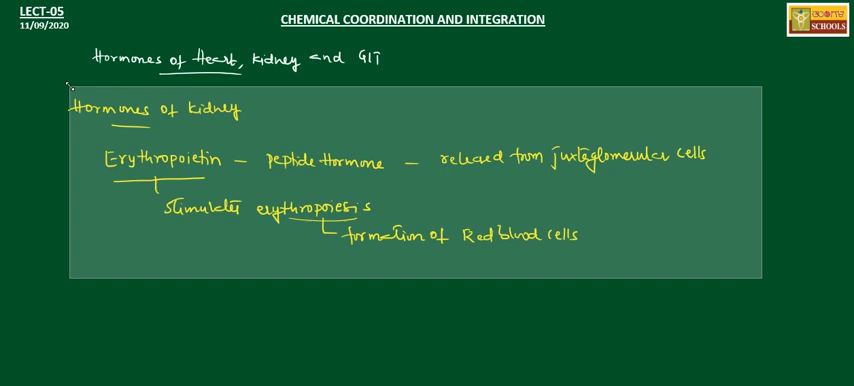 LECT-05
11/09/2020
CHEMICAL COORDINATION AND INTEGRATION
SCHOOLS
Hormones of Heart, kidney and GIT
Hormones of kidney
Erythropoietin – peptide Hormone – released from juxtaglomerular cells
Stimulates erythropoiesis
formation of Red blood cells